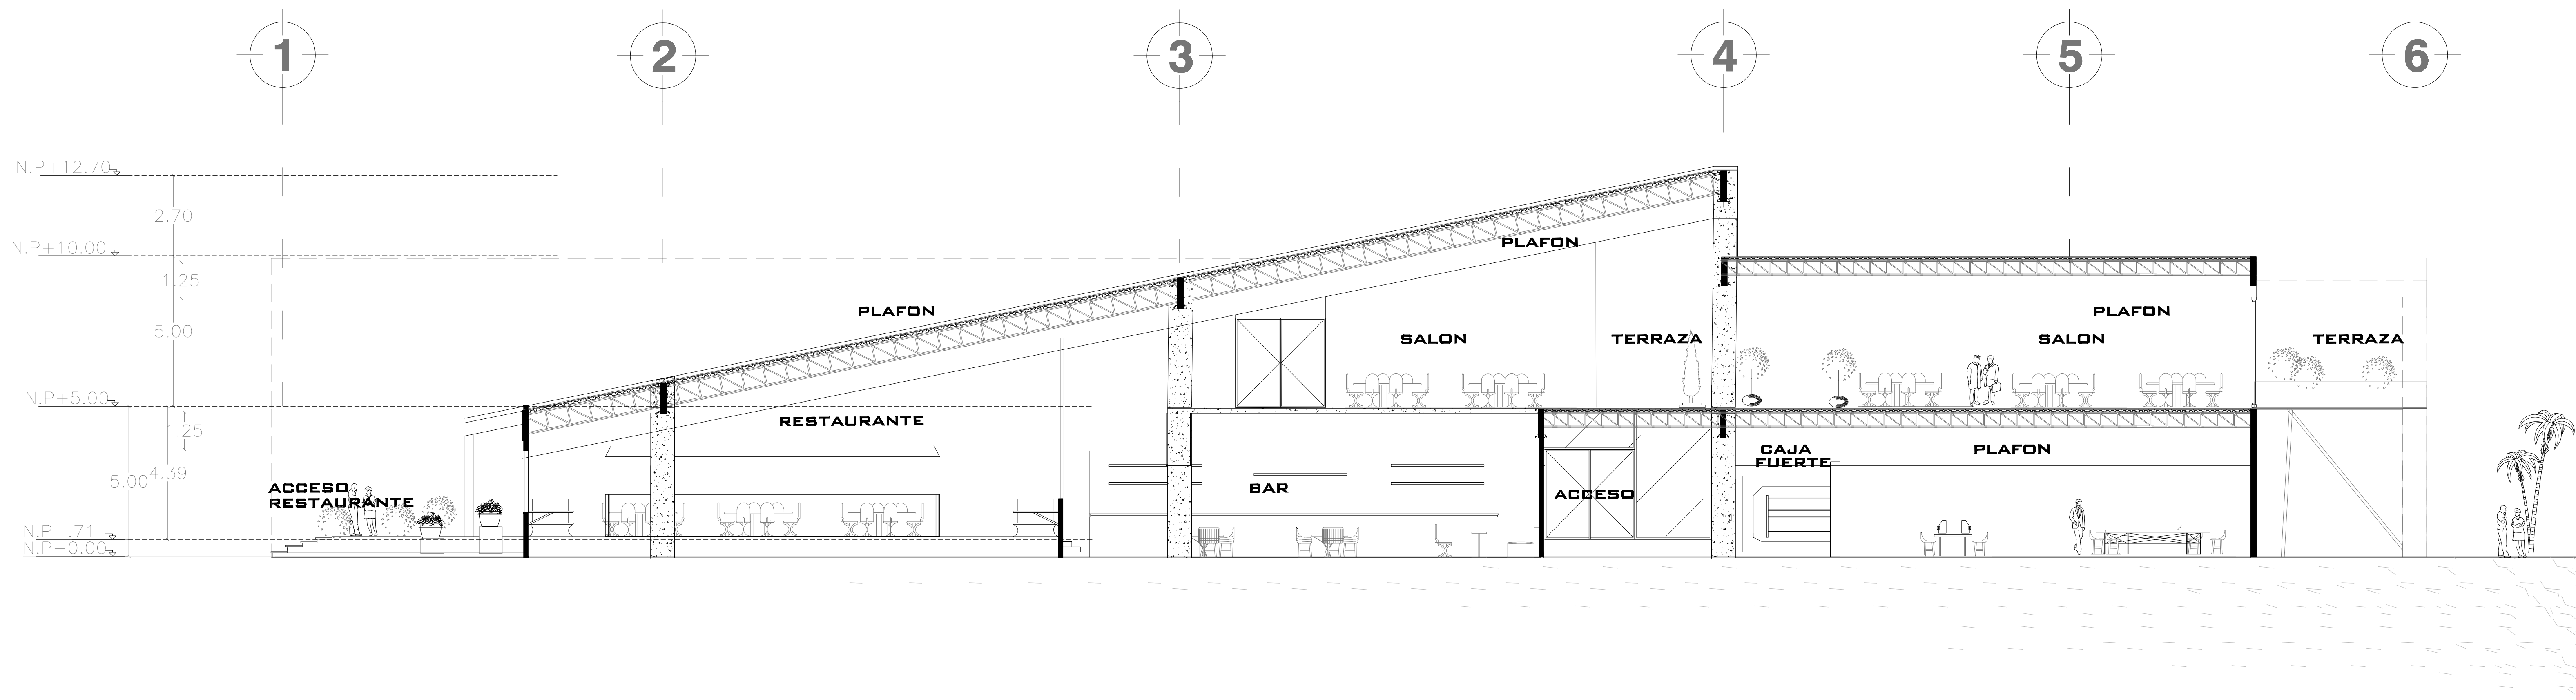 1
2
3
4
5
6
N.P+12.70
2.70
N.P+10.00
1.25
5.00
N.P+5.00
1.25
4.39
5.00
N.P+.71
N.P+0.00
ACCESO
RESTAURANTE
PLAFON
RESTAURANTE
PLAFON
SALON
TERRAZA
BAR
ACCESO
PLAFON
SALON
TERRAZA
CAJA
FUERTE
PLAFON